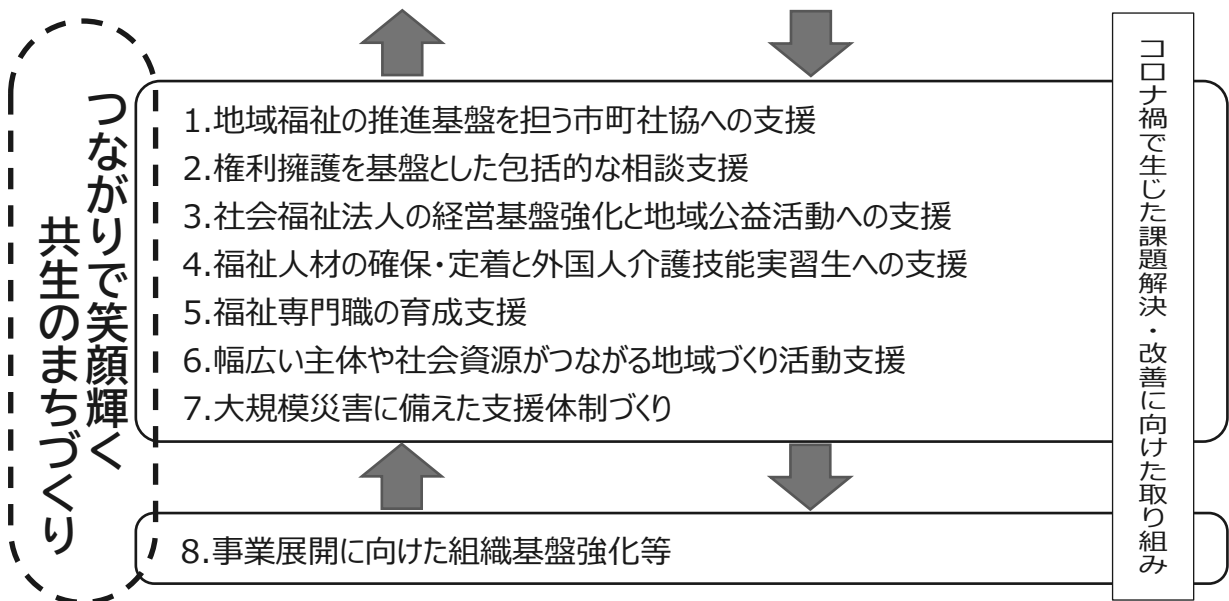 つながりで笑顔輝く
共生のまちづくり
1.地域福祉の推進基盤を担う市町社協への支援
2.権利擁護を基盤とした包括的な相談支援
3.社会福祉法人の経営基盤強化と地域公益活動への支援
4.福祉人材の確保・定着と外国人介護技能実習生への支援
5.福祉専門職の育成支援
6.幅広い主体や社会資源がつながる地域づくり活動支援
7.大規模災害に備えた支援体制づくり
8.事業展開に向けた組織基盤強化等
コロナ禍で生じた課題解決・改善に向けた取り組み